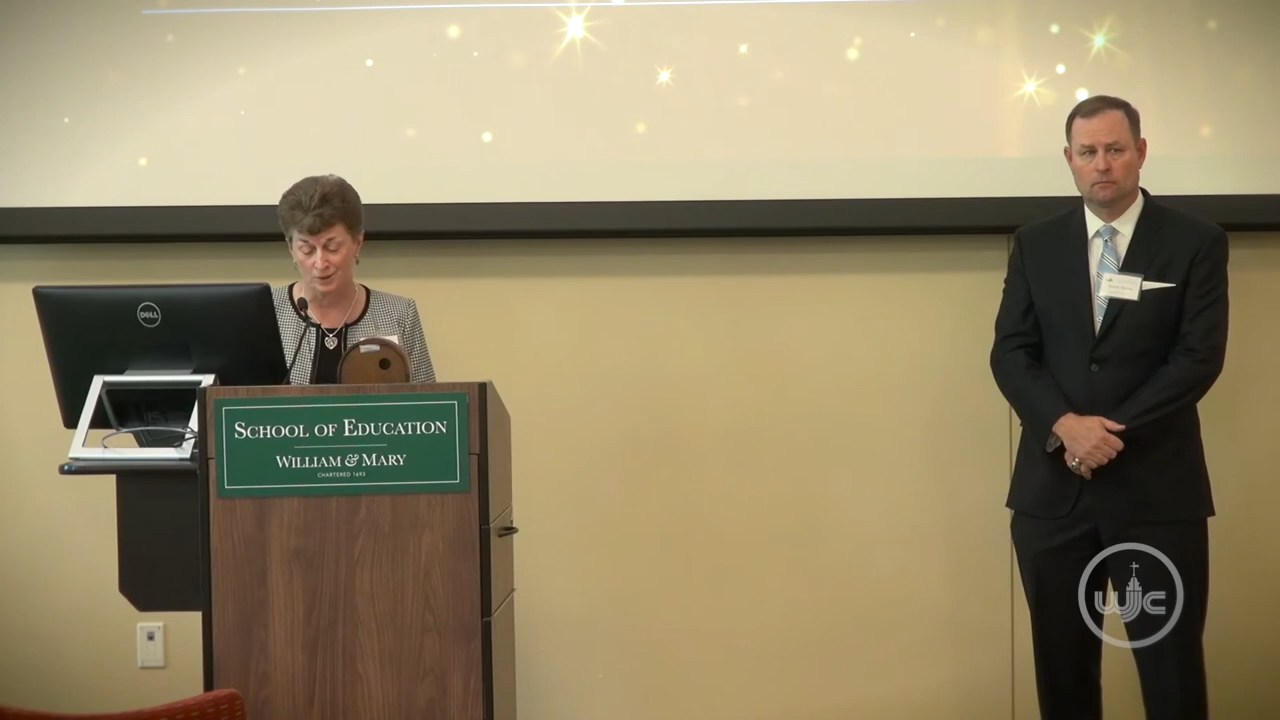 DELL
SCHOOL OF EDUCATION
WILLIAM & MARY
CHARTERED 1693
WJC